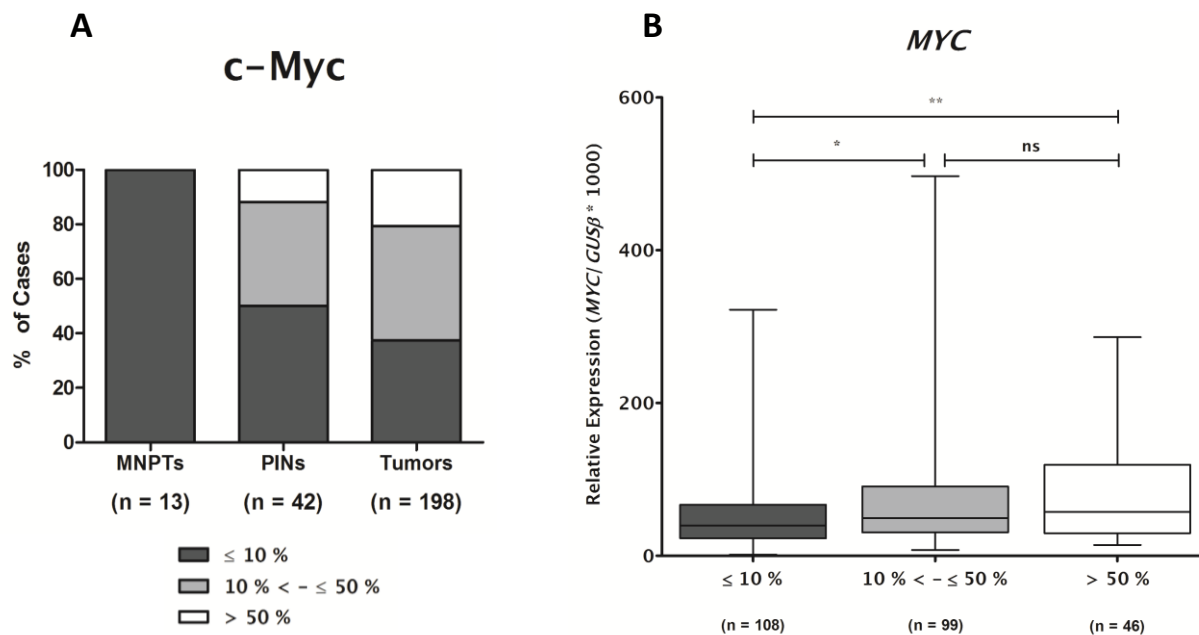 A
c-Myc
% of Cases
100
80
60
40
20
0
MNPTs PINs Tumors
(n = 13) (n = 42) (n = 198)
≤ 10 %
10 % < - ≤ 50 %
> 50 %
B
MYC
Relative Expression (MYC/ GUSβ * 1000)
600
400
200
0
**
* ns
≤ 10 % 10 % < - ≤ 50 % > 50 %
(n = 108) (n = 99) (n = 46)